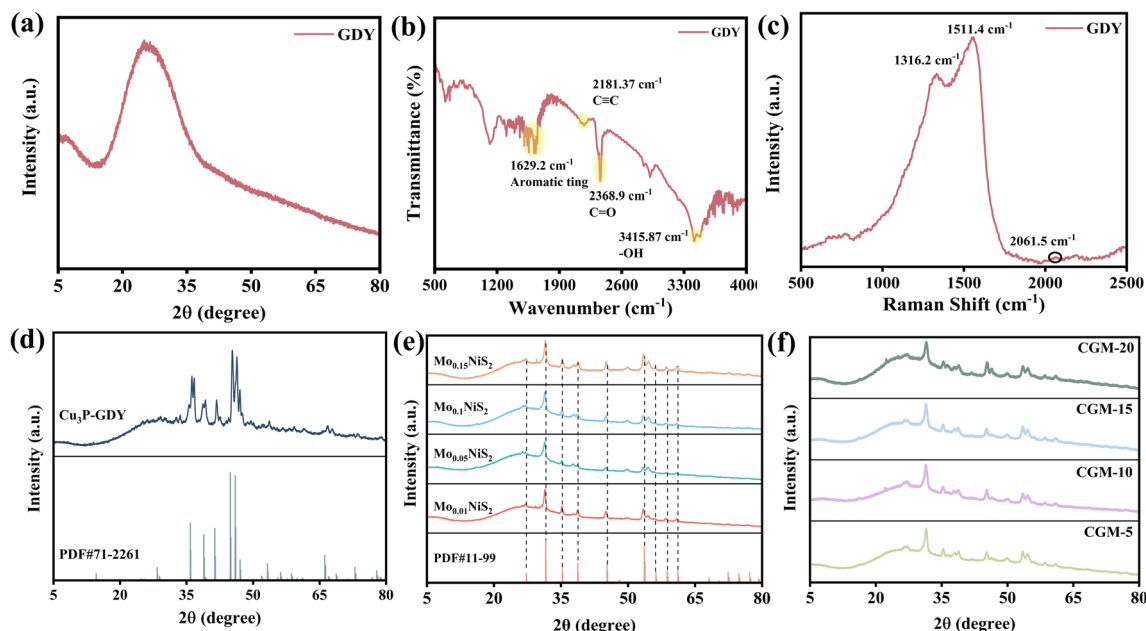 (a)
GDY
Intensity (a.u.)
5 20 35 50 65 80
2θ (degree)
(b)
GDY
2181.37 cm⁻¹
C≡C
1629.2 cm⁻¹
Aromatic ting
2368.9 cm⁻¹
C=O
3415.87 cm⁻¹
-OH
Transmittance (%)
500 1200 1900 2600 3300 4000
Wavenumber (cm⁻¹)
(c)
GDY
1511.4 cm⁻¹
1316.2 cm⁻¹
2061.5 cm⁻¹
Intensity (a.u.)
500 1000 1500 2000 2500
Raman Shift (cm⁻¹)
(d)
Cu₃P-GDY
PDF#71-2261
Intensity (a.u.)
5 20 35 50 65 80
2θ (degree)
(e)
Mo₀.₁₅NiS₂
Mo₀.₁NiS₂
Mo₀.₀₅NiS₂
Mo₀.₀₁NiS₂
PDF#11-99
Intensity (a.u.)
5 20 35 50 65 80
2θ (degree)
(f)
CGM-20
CGM-15
CGM-10
CGM-5
Intensity (a.u.)
5 20 35 50 65 80
2θ (degree)